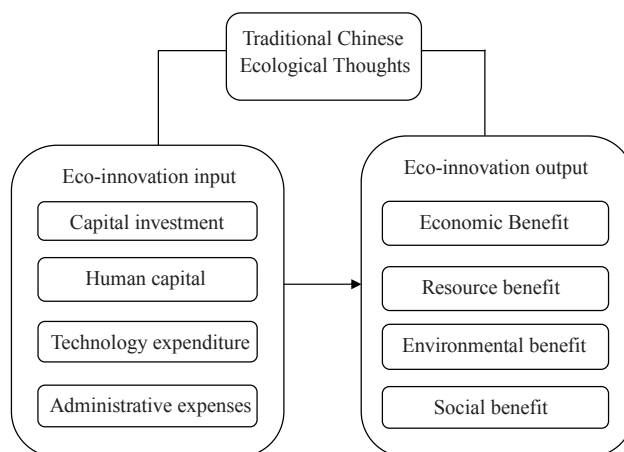 Traditional Chinese
Ecological Thoughts
Eco-innovation input
Capital investment
Human capital
Technology expenditure
Administrative expenses
Eco-innovation output
Economic Benefit
Resource benefit
Environmental benefit
Social benefit